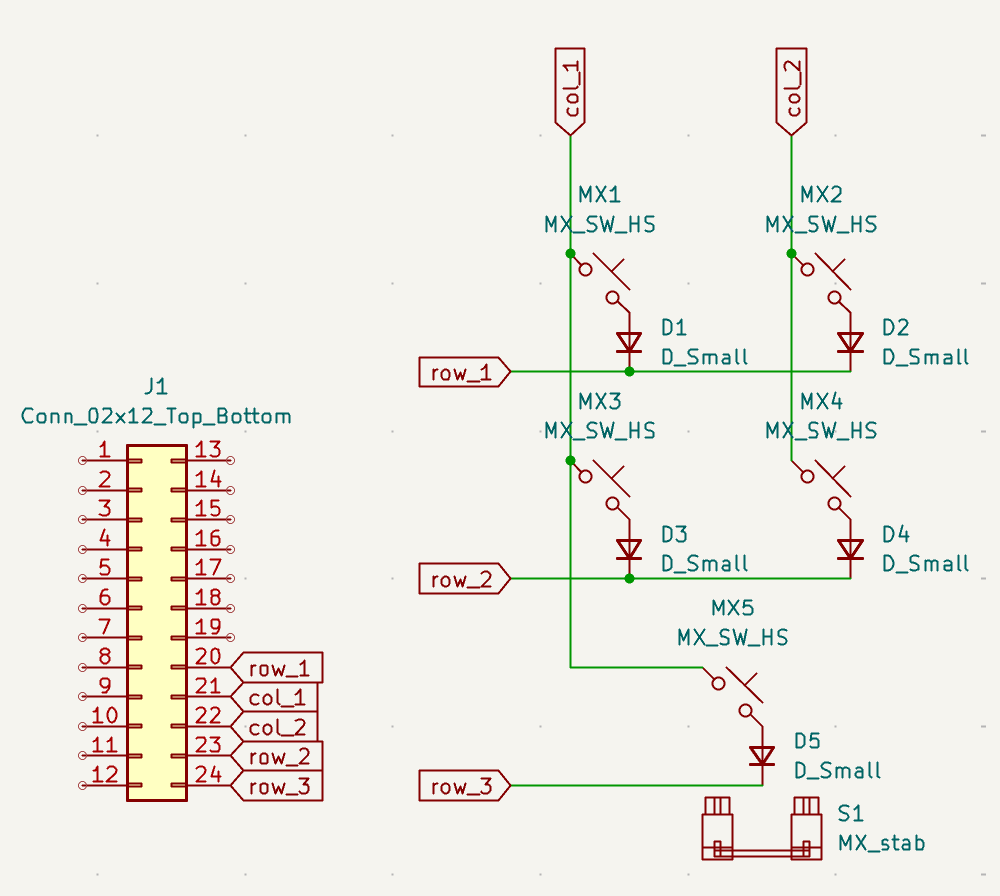 col_1
col_2
MX1
MX_SW_HS
MX2
MX_SW_HS
D1
D_Small
D2
D_Small
row_1
MX3
MX_SW_HS
MX4
MX_SW_HS
D3
D_Small
D4
D_Small
row_2
MX5
MX_SW_HS
D5
D_Small
row_3
S1
MX_stab
J1
Conn_02x12_Top_Bottom
1 13
2 14
3 15
4 16
5 17
6 18
7 19
8 20 row_1
9 21 col_1
10 22 col_2
11 23 row_2
12 24 row_3